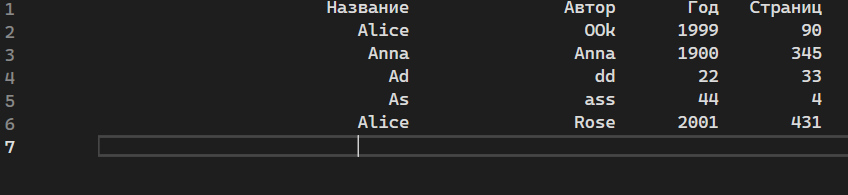 1 Название Автор Год Страниц
2 Alice OOk 1999 90
3 Anna Anna 1900 345
4 Ad dd 22 33
5 As ass 44 4
6 Alice Rose 2001 431
7